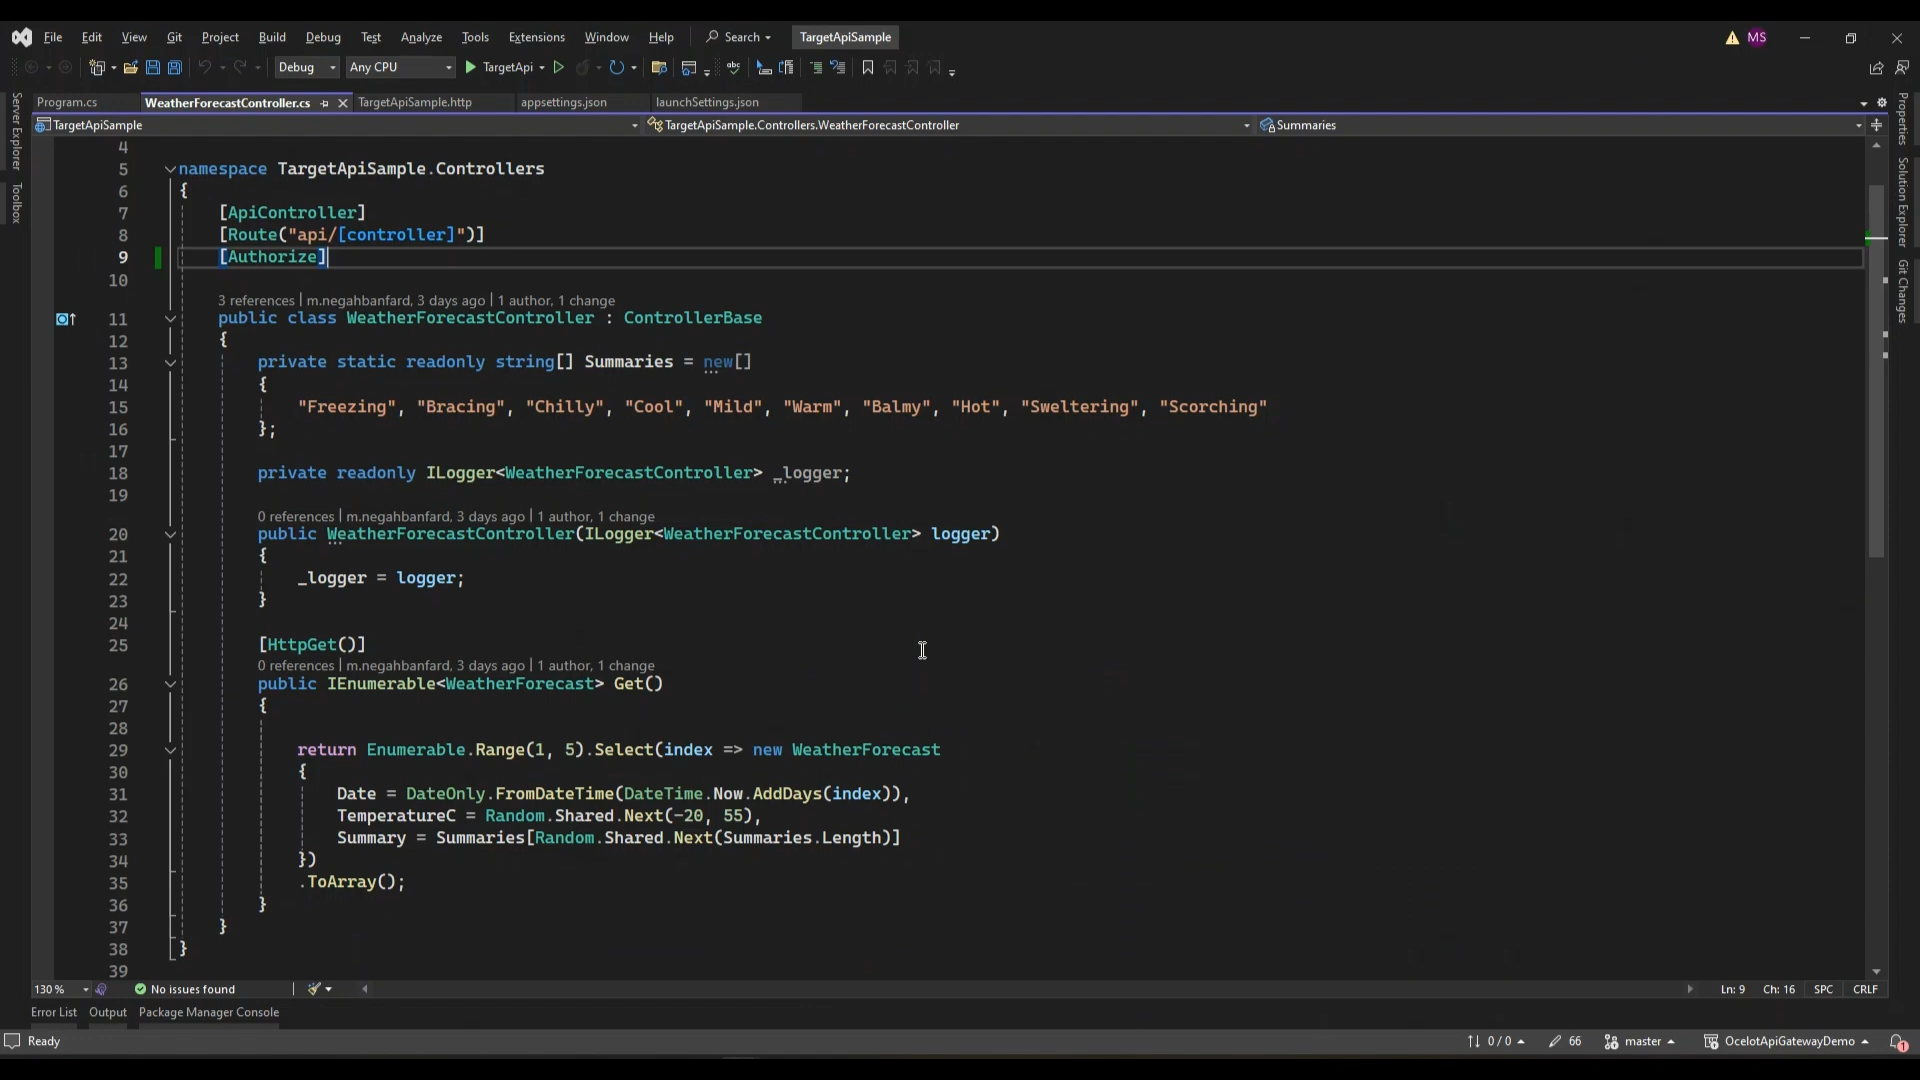 File Edit View Git Project Build Debug Test Analyze Tools Extensions Window Help Search TargetApiSample MS
Debug Any CPU TargetApi
Program.cs WeatherForecastController.cs TargetApiSample.http appsettings.json launchSettings.json
TargetApiSample TargetApiSample.Controllers.WeatherForecastController Summaries
Server Explorer
Toolbox
Properties
Solution Explorer
Git Changes
4
5 namespace TargetApiSample.Controllers
6 {
7 [ApiController]
8 [Route("api/[controller]")]
9 [Authorize]
10
3 references | m.negahbanfard, 3 days ago | 1 author, 1 change
11 public class WeatherForecastController : ControllerBase
12 {
13 private static readonly string[] Summaries = new[]
14 {
15 "Freezing", "Bracing", "Chilly", "Cool", "Mild", "Warm", "Balmy", "Hot", "Sweltering", "Scorching"
16 };
17
18 private readonly ILogger<WeatherForecastController> _logger;
19
0 references | m.negahbanfard, 3 days ago | 1 author, 1 change
20 public WeatherForecastController(ILogger<WeatherForecastController> logger)
21 {
22 _logger = logger;
23 }
24
25 [HttpGet()]
0 references | m.negahbanfard, 3 days ago | 1 author, 1 change
26 public IEnumerable<WeatherForecast> Get()
27 {
28
29 return Enumerable.Range(1, 5).Select(index => new WeatherForecast
30 {
31 Date = DateOnly.FromDateTime(DateTime.Now.AddDays(index)),
32 TemperatureC = Random.Shared.Next(-20, 55),
33 Summary = Summaries[Random.Shared.Next(Summaries.Length)]
34 })
35 .ToArray();
36 }
37 }
38 }
39
130 % No issues found Ln: 9 Ch: 16 SPC CRLF
Error List Output Package Manager Console
Ready 0 / 0 66 master OcelotApiGatewayDemo 1